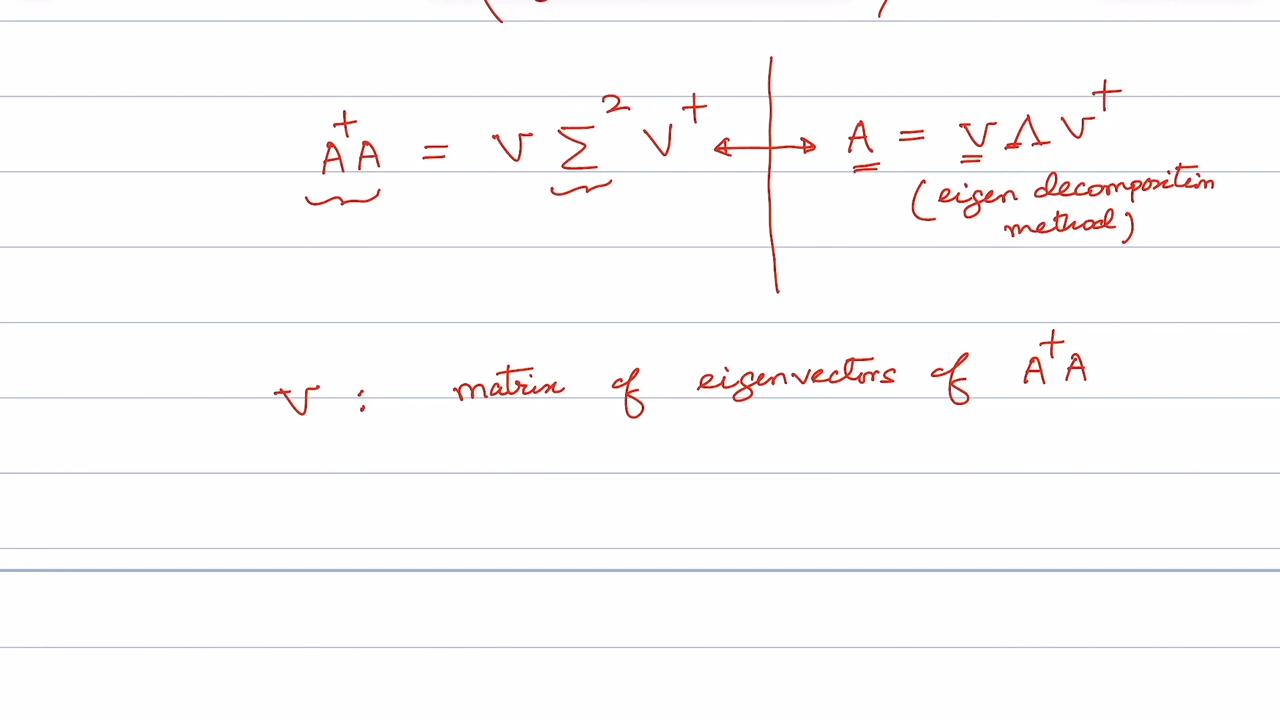 A†A = V Σ² V† ↔ A = V Λ V†
(eigen decomposition
method)
V : matrix of eigenvectors of A†A